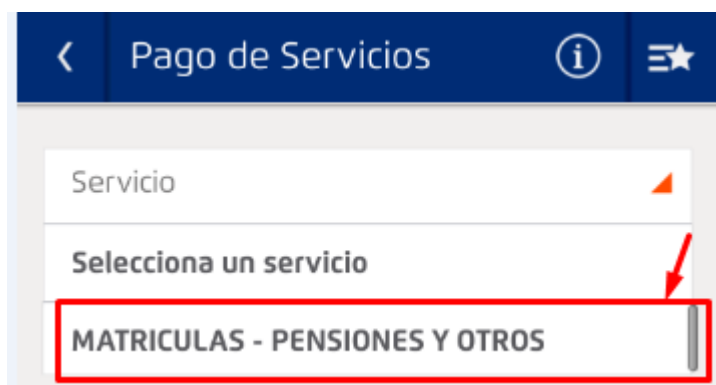 Pago de Servicios
Servicio
Selecciona un servicio
MATRICULAS - PENSIONES Y OTROS